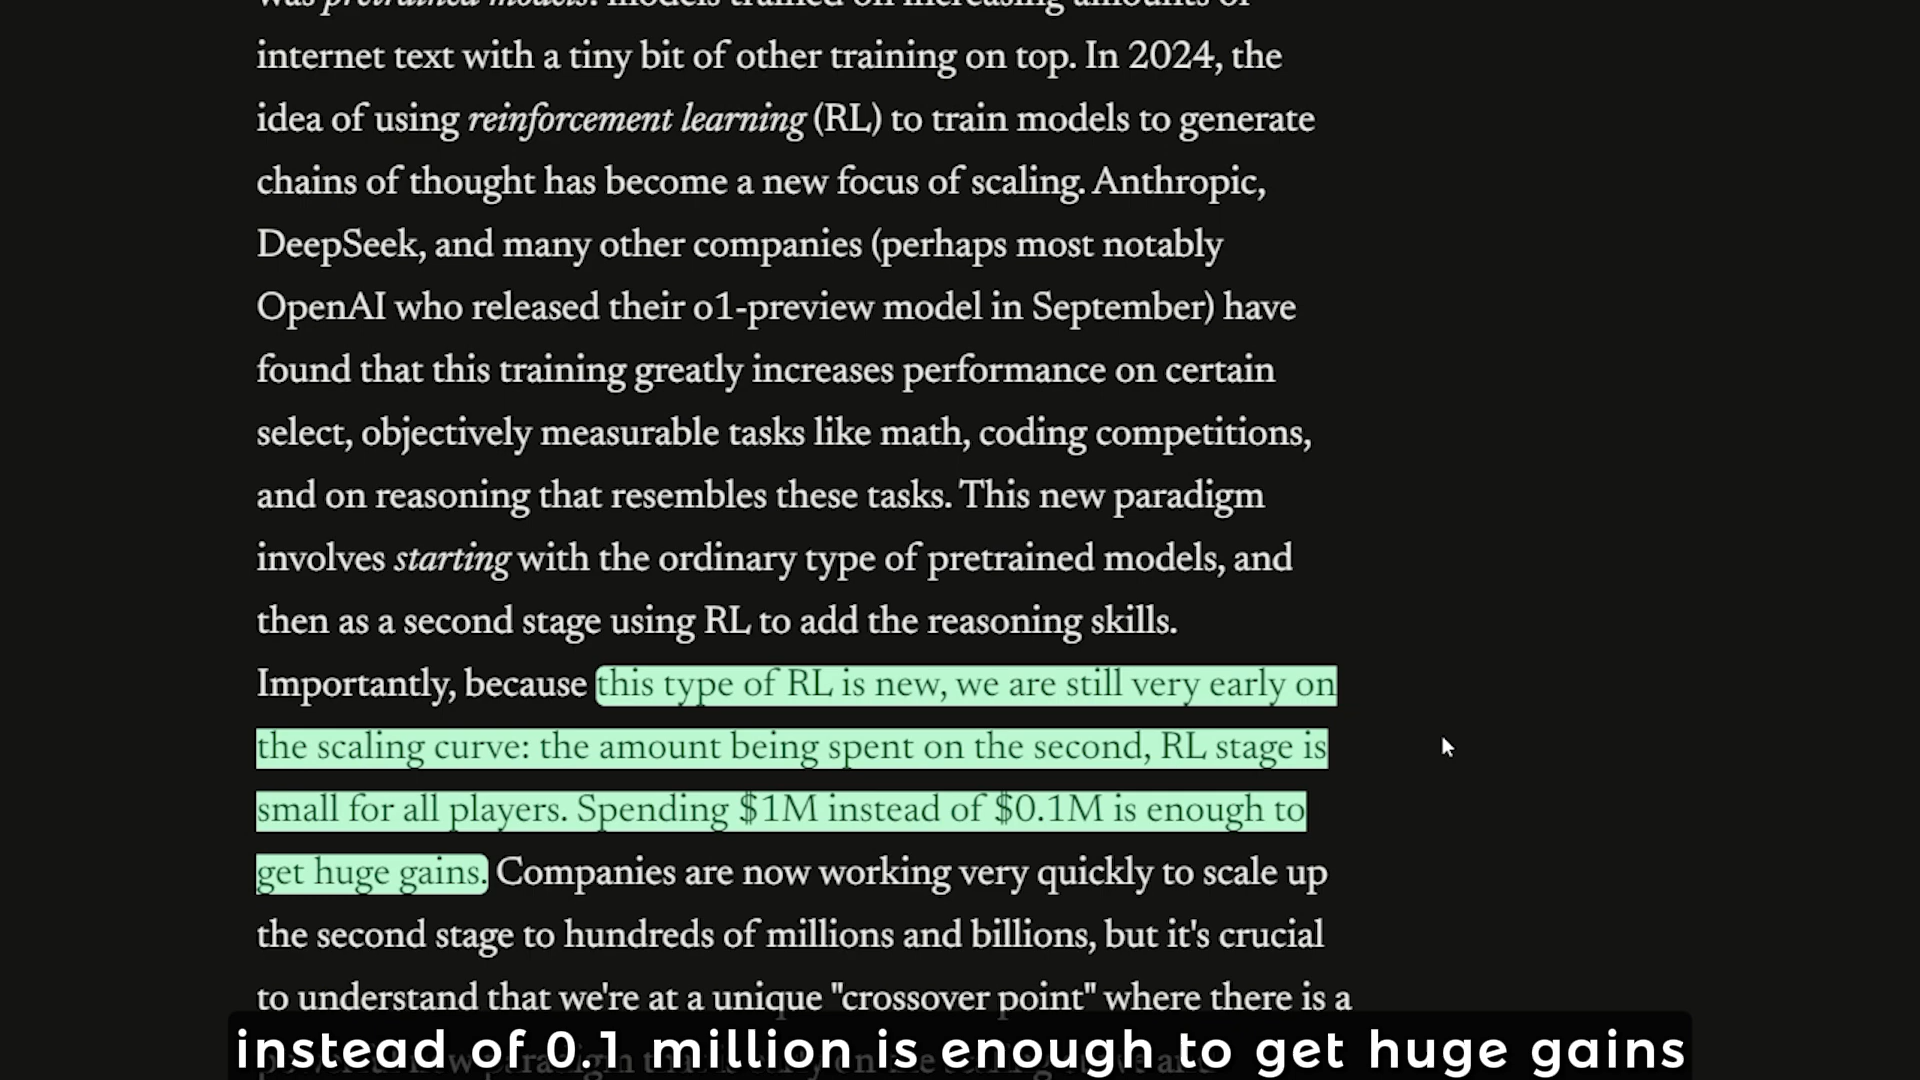 was pretrained models: models trained on increasing amounts of
internet text with a tiny bit of other training on top. In 2024, the
idea of using reinforcement learning (RL) to train models to generate
chains of thought has become a new focus of scaling. Anthropic,
DeepSeek, and many other companies (perhaps most notably
OpenAI who released their o1-preview model in September) have
found that this training greatly increases performance on certain
select, objectively measurable tasks like math, coding competitions,
and on reasoning that resembles these tasks. This new paradigm
involves starting with the ordinary type of pretrained models, and
then as a second stage using RL to add the reasoning skills.
Importantly, because this type of RL is new, we are still very early on
the scaling curve: the amount being spent on the second, RL stage is
small for all players. Spending $1M instead of $0.1M is enough to
get huge gains. Companies are now working very quickly to scale up
the second stage to hundreds of millions and billions, but it's crucial
to understand that we're at a unique "crossover point" where there is a
instead of 0.1 million is enough to get huge gains